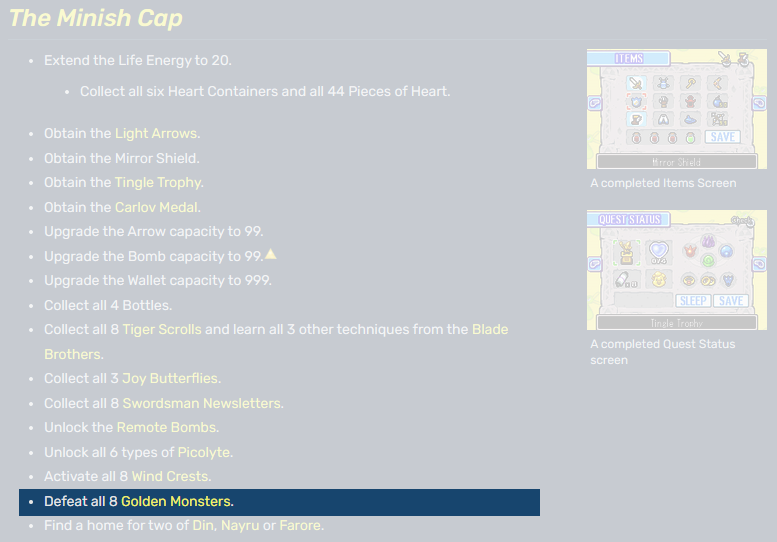 The Minish Cap
Extend the Life Energy to 20.
Collect all six Heart Containers and all 44 Pieces of Heart.
Obtain the Light Arrows.
Obtain the Mirror Shield.
Obtain the Tingle Trophy.
Obtain the Carlov Medal.
Upgrade the Arrow capacity to 99.
Upgrade the Bomb capacity to 99.
Upgrade the Wallet capacity to 999.
Collect all 4 Bottles.
Collect all 8 Tiger Scrolls and learn all 3 other techniques from the Blade
Brothers.
Collect all 3 Joy Butterflies.
Collect all 8 Swordsman Newsletters.
Unlock the Remote Bombs.
Unlock all 6 types of Picolyte.
Activate all 8 Wind Crests.
Defeat all 8 Golden Monsters.
Find a home for two of Din, Nayru or Farore.
ITEMS
SAVE
Mirror Shield
A completed Items Screen
QUEST STATUS
SLEEP SAVE
Tingle Trophy
A completed Quest Status
screen